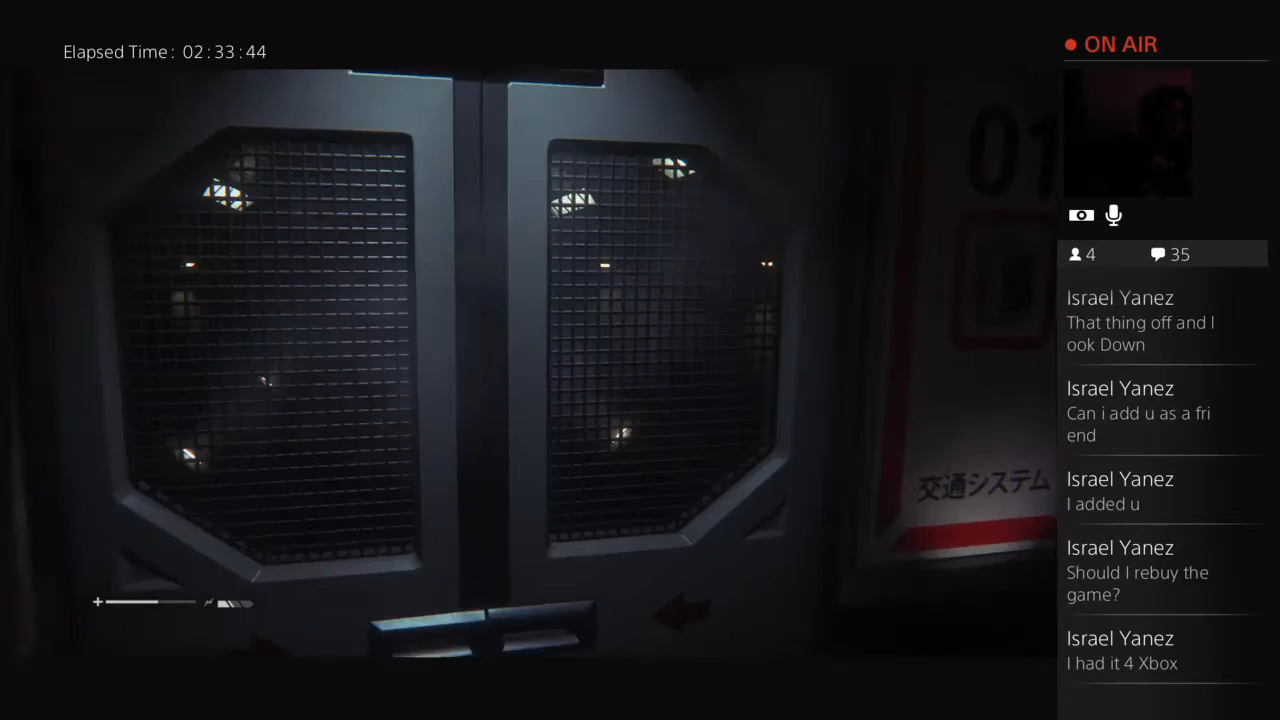 Elapsed Time: 02:33:44
ON AIR
01
4
35
Israel Yanez
That thing off and l
ook Down
Israel Yanez
Can i add u as a fri
end
Israel Yanez
I added u
Israel Yanez
Should I rebuy the
game?
Israel Yanez
I had it 4 Xbox
交通システム